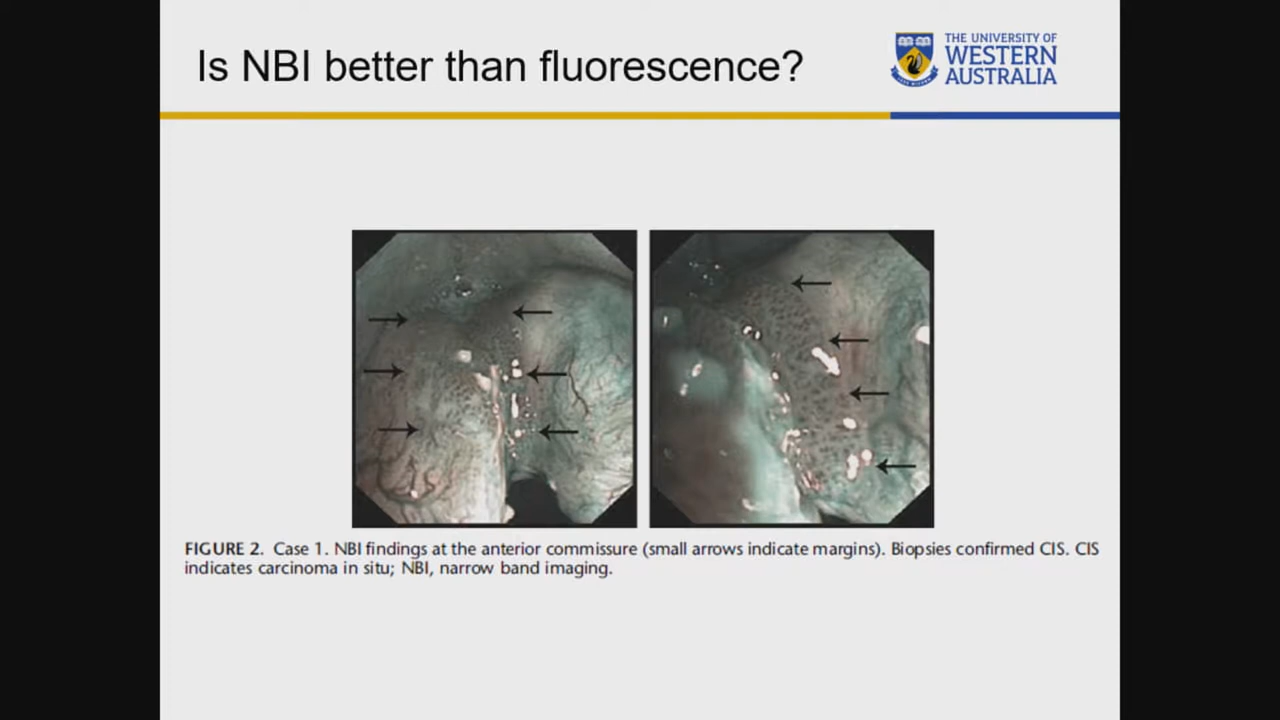 Is NBI better than fluorescence?
THE UNIVERSITY OF
WESTERN
AUSTRALIA
FIGURE 2. Case 1. NBI findings at the anterior commissure (small arrows indicate margins). Biopsies confirmed CIS. CIS
indicates carcinoma in situ; NBI, narrow band imaging.